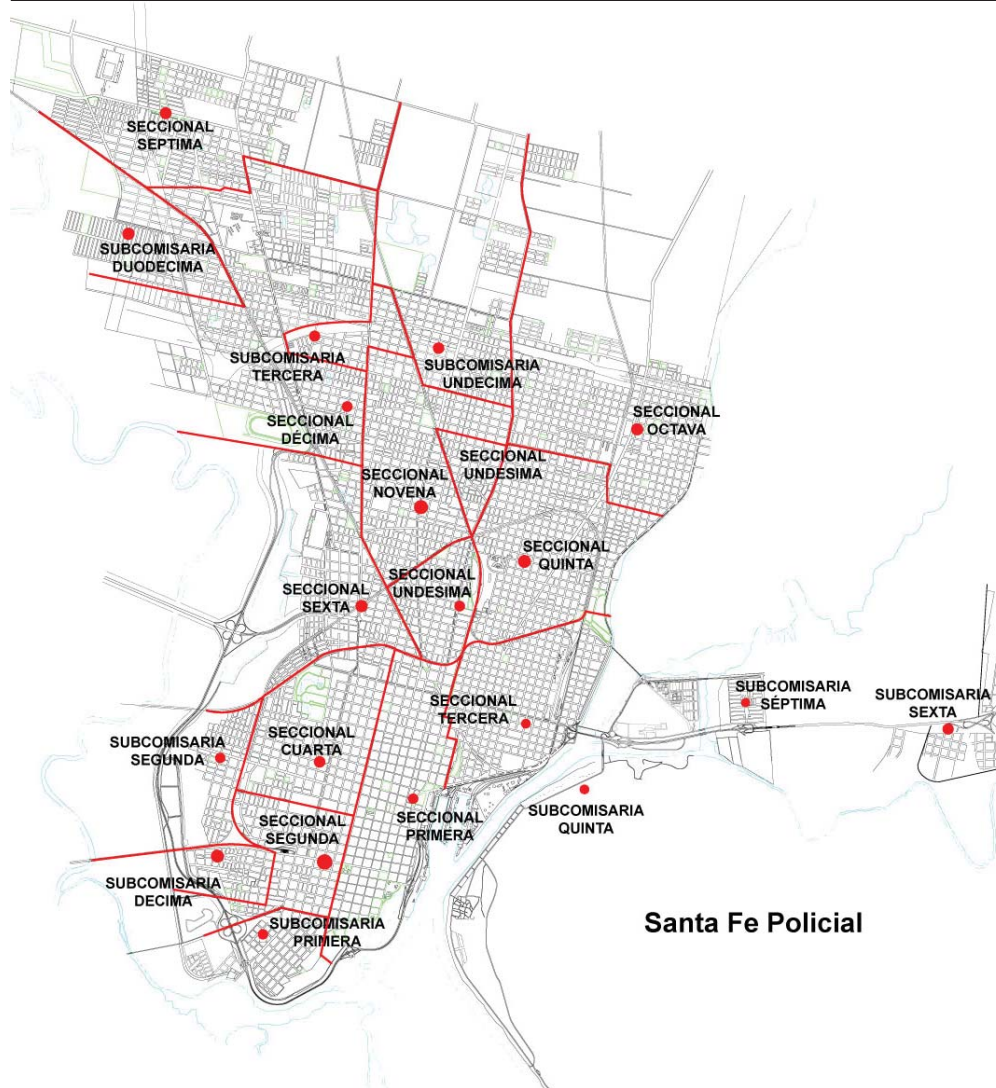 SECCIONAL
SEPTIMA
SUBCOMISARIA
DUODECIMA
SUBCOMISARIA
TERCERA
SUBCOMISARIA
UNDECIMA
SECCIONAL
DECIMA
SECCIONAL
OCTAVA
SECCIONAL
UNDESIMA
SECCIONAL
NOVENA
SECCIONAL
QUINTA
SECCIONAL
UNDESIMA
SECCIONAL
SEXTA
SUBCOMISARIA
SÉPTIMA
SUBCOMISARIA
SEXTA
SECCIONAL
TERCERA
SECCIONAL
CUARTA
SUBCOMISARIA
SEGUNDA
SUBCOMISARIA
QUINTA
SECCIONAL
PRIMERA
SECCIONAL
SEGUNDA
SUBCOMISARIA
DECIMA
SUBCOMISARIA
PRIMERA
Santa Fe Policial